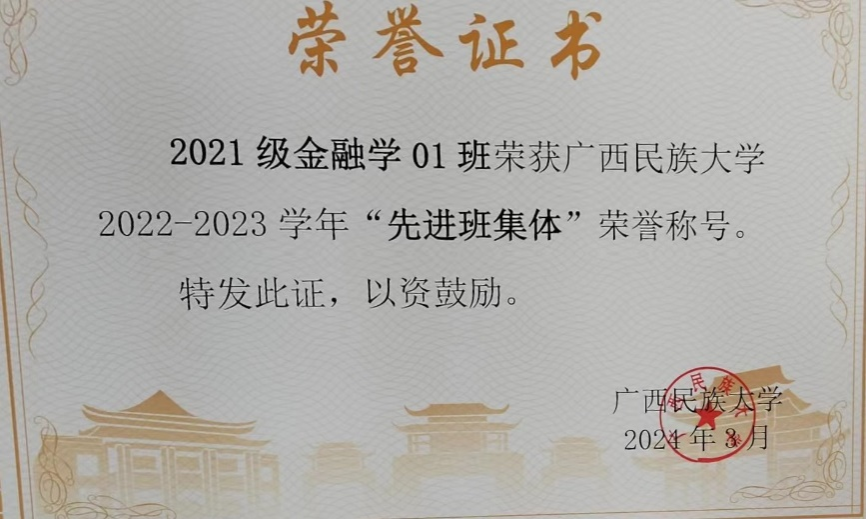 荣誉证书
2021级金融学01班荣获广西民族大学
2022-2023学年“先进班集体”荣誉称号。
特发此证，以资鼓励。
广西民族大学
2024年3月